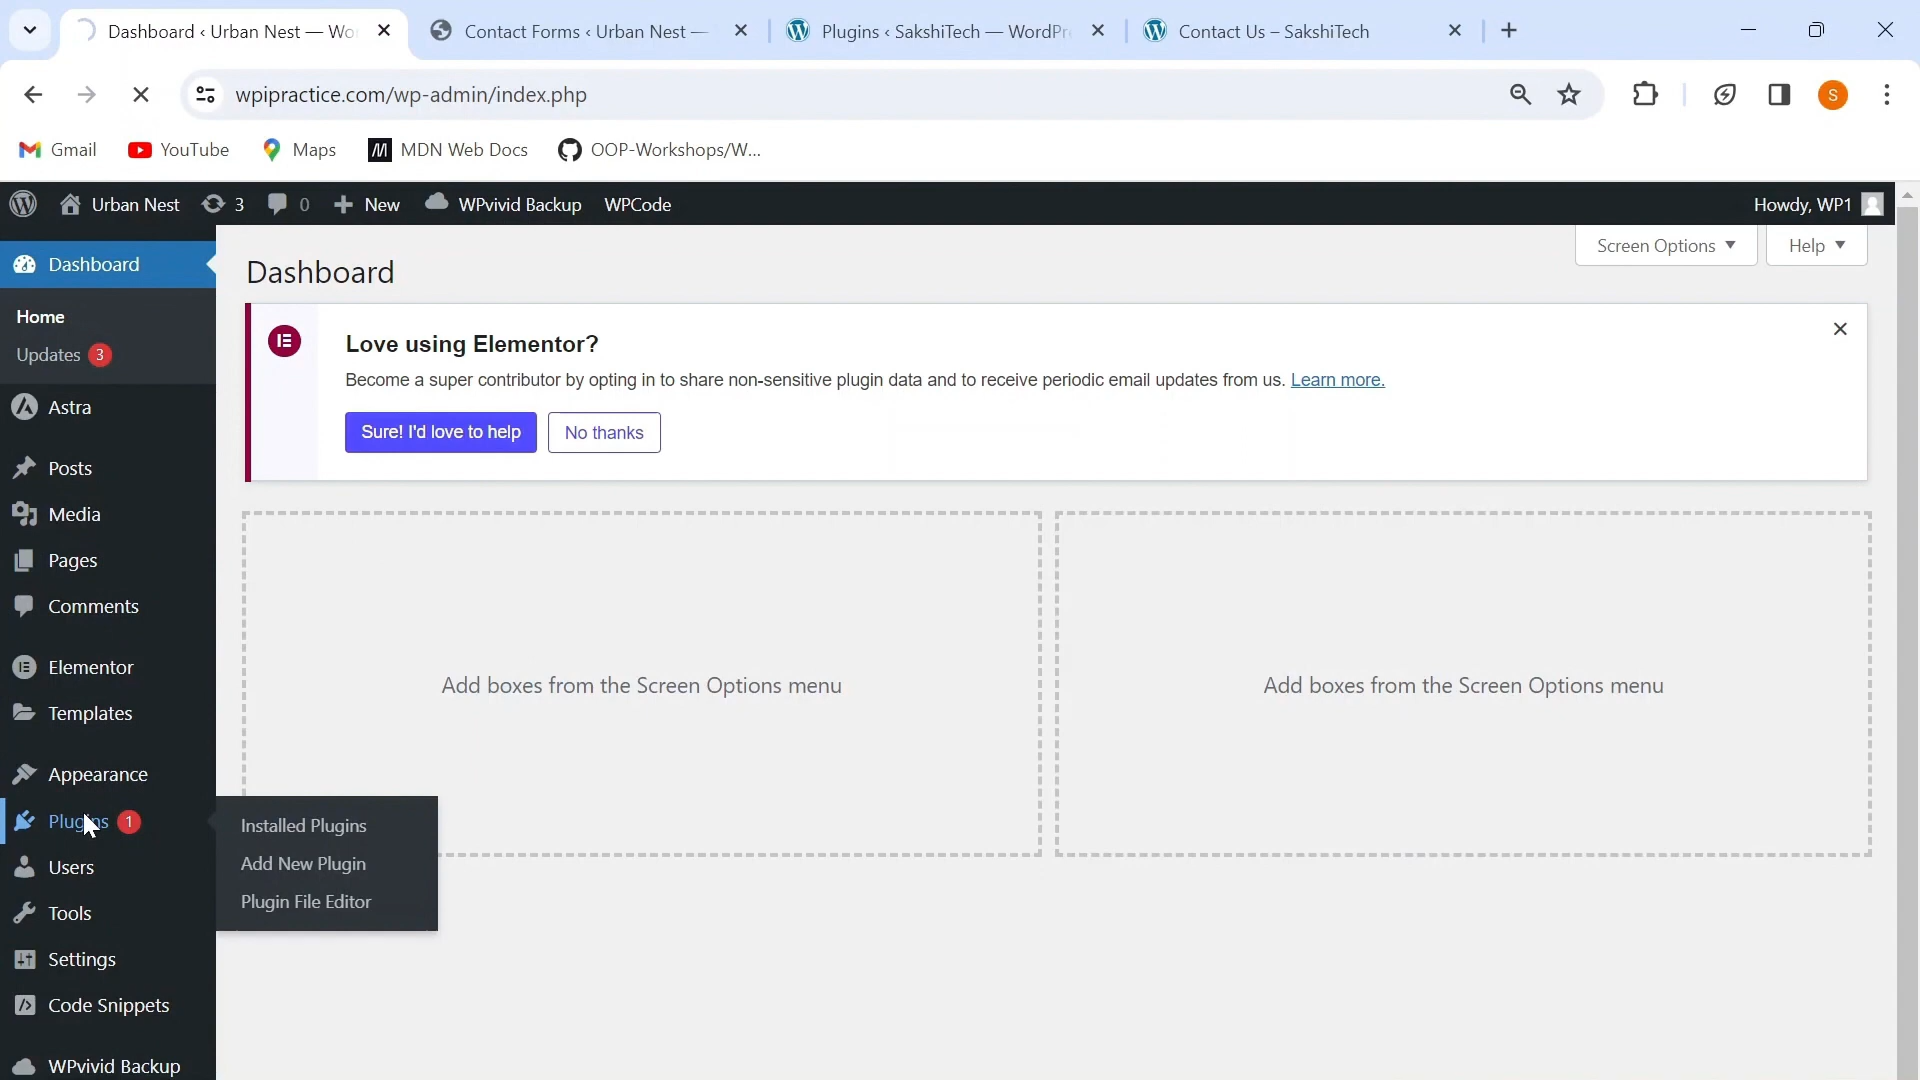 Dashboard ‹ Urban Nest — Wo
Contact Forms ‹ Urban Nest —
Plugins ‹ SakshiTech — WordPr
Contact Us – SakshiTech
wpipractice.com/wp-admin/index.php
S
Gmail
YouTube
Maps
MDN Web Docs
OOP-Workshops/W...
Urban Nest
3
0
New
WPvivid Backup
WPCode
Howdy, WP1
Dashboard
Home
Updates 3
Astra
Posts
Media
Pages
Comments
Elementor
Templates
Appearance
Plugins 1
Users
Tools
Settings
Code Snippets
WPvivid Backup
Installed Plugins
Add New Plugin
Plugin File Editor
Screen Options
Help
Dashboard
Love using Elementor?
Become a super contributor by opting in to share non-sensitive plugin data and to receive periodic email updates from us. Learn more.
Sure! I'd love to help
No thanks
Add boxes from the Screen Options menu
Add boxes from the Screen Options menu